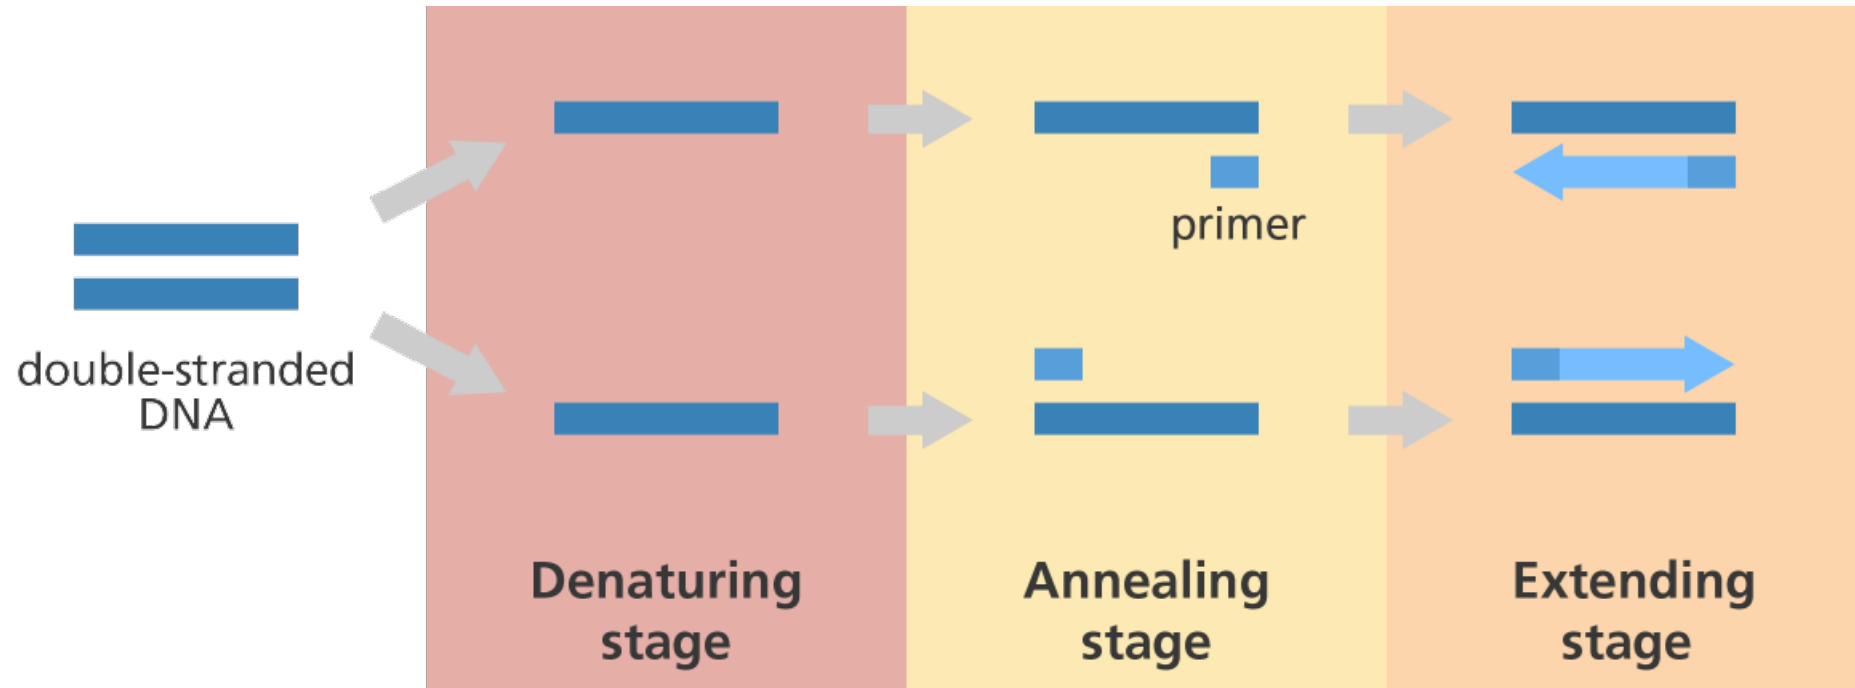 double-stranded
DNA
primer
Denaturing
stage
Annealing
stage
Extending
stage